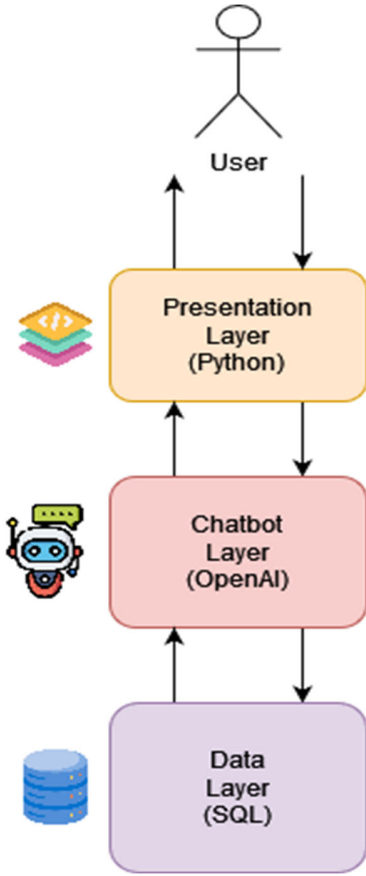 User
Presentation
Layer
(Python)
Chatbot
Layer
(OpenAI)
Data
Layer
(SQL)